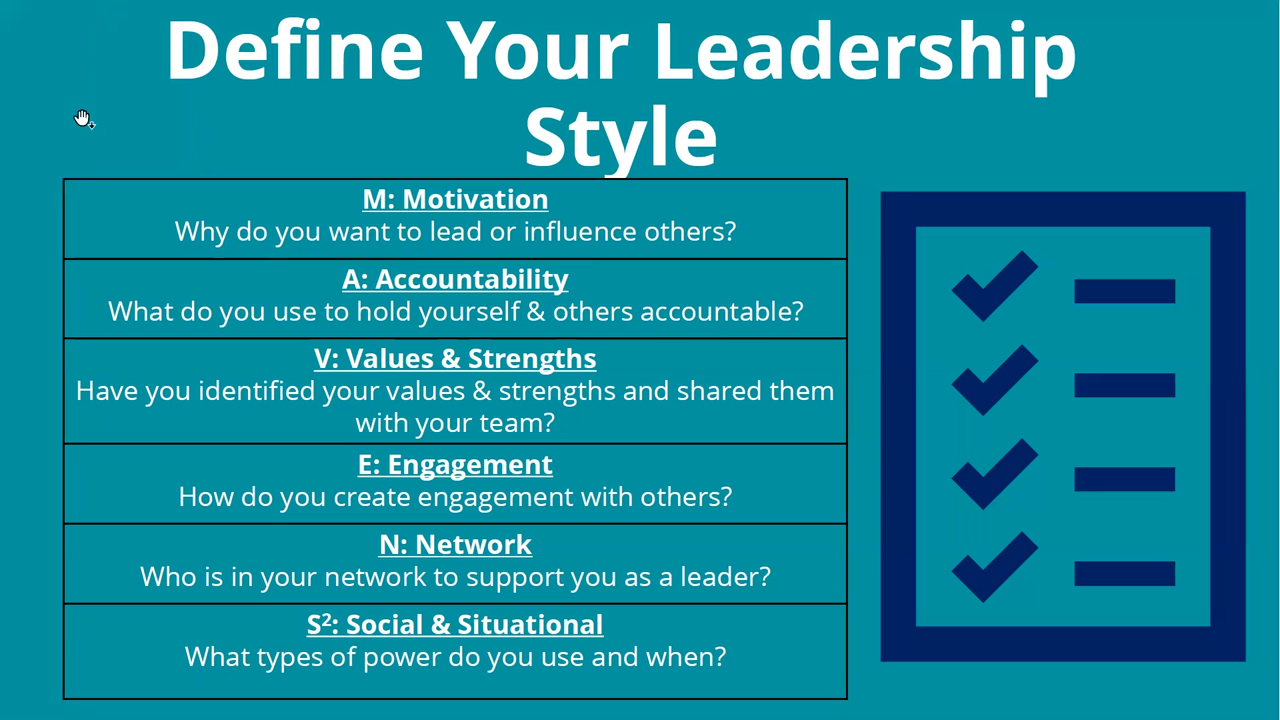 Define Your Leadership
Style
M: Motivation
Why do you want to lead or influence others?
A: Accountability
What do you use to hold yourself & others accountable?
V: Values & Strengths
Have you identified your values & strengths and shared them
with your team?
E: Engagement
How do you create engagement with others?
N: Network
Who is in your network to support you as a leader?
S²: Social & Situational
What types of power do you use and when?